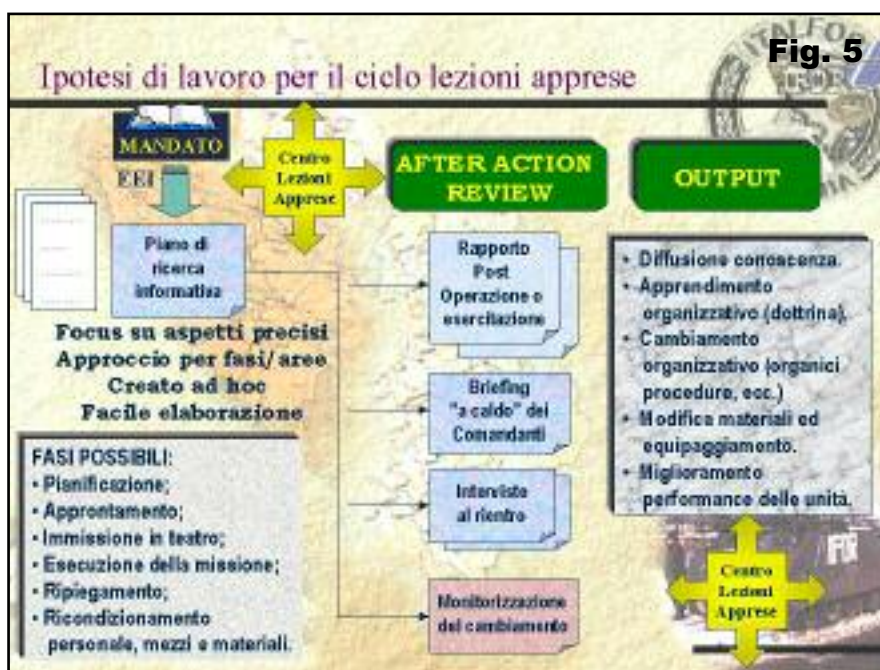 Fig. 5
Ipotesi di lavoro per il ciclo lezioni apprese
MANDATO
EEI
Centro
Lezioni
Apprese
AFTER ACTION
REVIEW
OUTPUT
Piano di
ricerca
informativa
Focus su aspetti precisi
Approccio per fasi/aree
Creato ad hoc
Facile elaborazione
FASI POSSIBILI:
• Pianificazione;
• Approntamento;
• Immissione in teatro;
• Esecuzione della missione;
• Ripiegamento;
• Ricondizionamento
personale, mezzi e materiali.
Rapporto
Post
Operazione o
esercitazione
Briefing
"a caldo" dei
Comandanti
Interviste
al rientro
Monitorizzazione
del cambiamento
• Diffusione conoscenza.
• Apprendimento
organizzativo (dottrina).
• Cambiamento
organizzativo (organici
procedure, ecc.)
• Modifica materiali ed
equipaggiamento.
• Miglioramento
performance delle unità.
Centro
Lezioni
Apprese